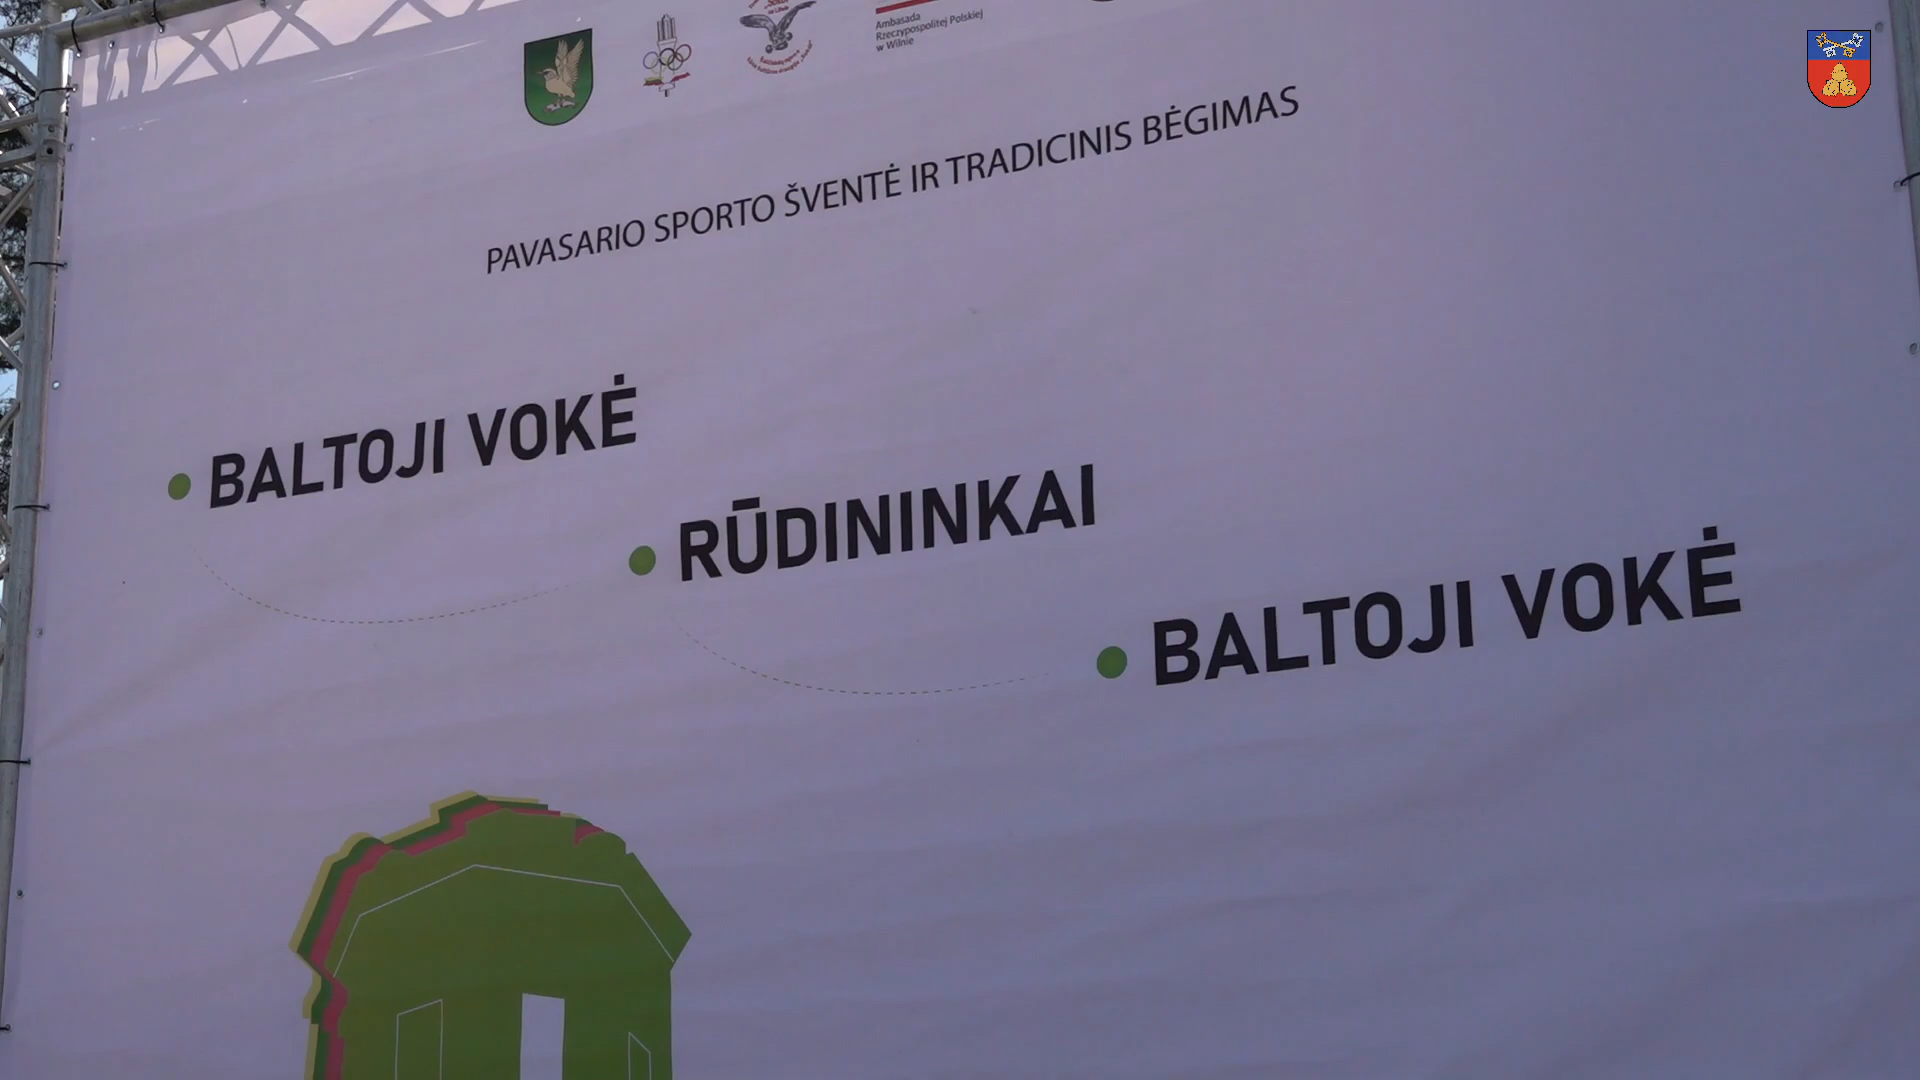 Ambasada
Rzeczypospolitej Polskiej
w Wilnie
PAVASARIO SPORTO ŠVENTĖ IR TRADICINIS BĖGIMAS
BALTOJI VOKĖ
RŪDININKAI
BALTOJI VOKĖ